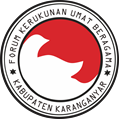 FORUM KERUKUNAN UMAT BERAGAMA
KABUPATEN KARANGANYAR